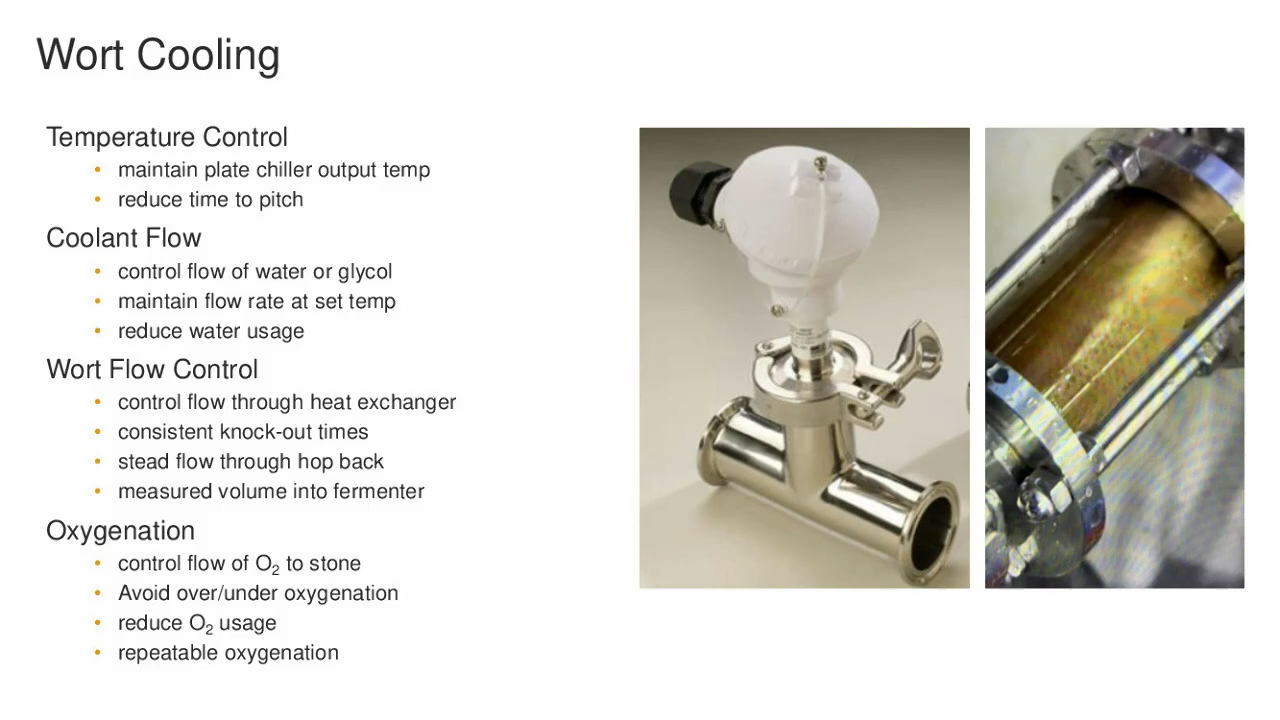 Wort Cooling
Temperature Control
• maintain plate chiller output temp
• reduce time to pitch
Coolant Flow
• control flow of water or glycol
• maintain flow rate at set temp
• reduce water usage
Wort Flow Control
• control flow through heat exchanger
• consistent knock-out times
• stead flow through hop back
• measured volume into fermenter
Oxygenation
• control flow of O₂ to stone
• Avoid over/under oxygenation
• reduce O₂ usage
• repeatable oxygenation